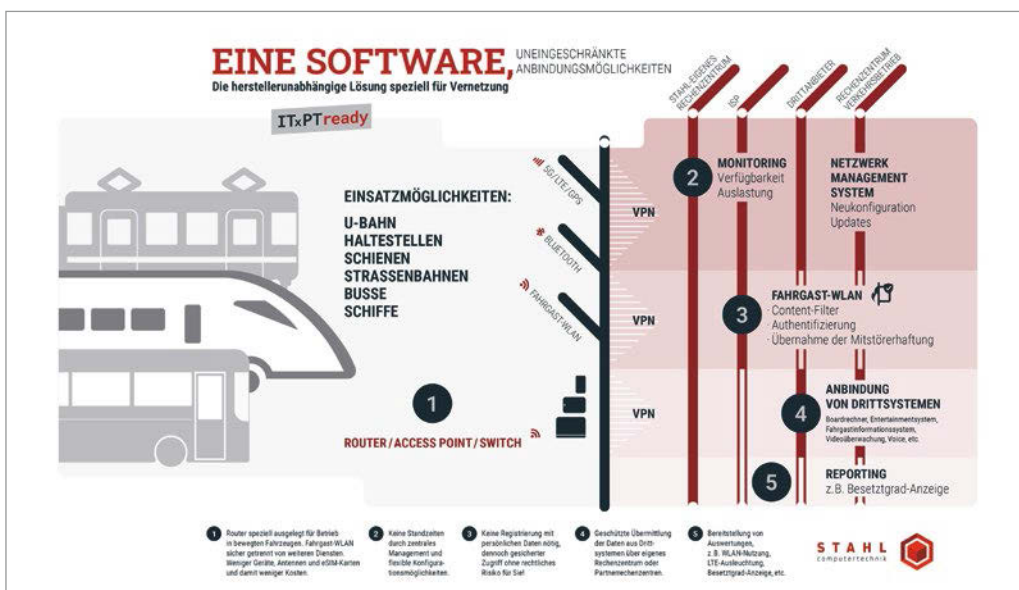 EINE SOFTWARE, UNEINGESCHRÄNKTE
ANBINDUNGSMÖGLICHKEITEN
Die herstellerunabhängige Lösung speziell für Vernetzung
ITxPTready
STAHL-EIGENES
RECHENZENTRUM
ISP
DRITTANBIETER
RECHENZENTRUM
VERKEHRSBETRIEB
EINSATZMÖGLICHKEITEN:
U-BAHN
HALTESTELLEN
SCHIENEN
STRASSENBAHNEN
BUSSE
SCHIFFE
5G/LTE/GPS
BLUETOOTH
FAHRGAST-WLAN
1
ROUTER/ACCESS POINT/SWITCH
VPN
VPN
VPN
2
MONITORING
Verfügbarkeit
Auslastung
NETZWERK
MANAGEMENT
SYSTEM
Neukonfiguration
Updates
3
FAHRGAST-WLAN
· Content-Filter
Authentifizierung
· Übernahme der Mitstörerhaftung
4
ANBINDUNG
VON DRITTSYSTEMEN
Boardrechner, Entertainmentsystem,
Fahrgastinformationssystem,
Videoüberwachung, Voice, etc.
5
REPORTING
z.B. Besetztgrad-Anzeige
1
Router speziell ausgelegt für Betrieb
in bewegten Fahrzeugen. Fahrgast-WLAN
sicher getrennt von weiteren Diensten.
Weniger Geräte, Antennen und eSIM-Karten
und damit weniger Kosten.
2
Keine Standzeiten
durch zentrales
Management und
flexible Konfigura-
tionsmöglichkeiten.
3
Keine Registrierung mit
persönlichen Daten nötig,
dennoch gesicherter
Zugriff ohne rechtliches
Risiko für Sie!
4
Geschützte Übermittlung
der Daten aus Dritt-
systemen über eigenes
Rechenzentrum oder
Partnerrechenzentren.
5
Bereitstellung von
Auswertungen,
z.B. WLAN-Nutzung,
LTE-Ausleuchtung,
Besetztgrad-Anzeige, etc.
STAHL
computertechnik